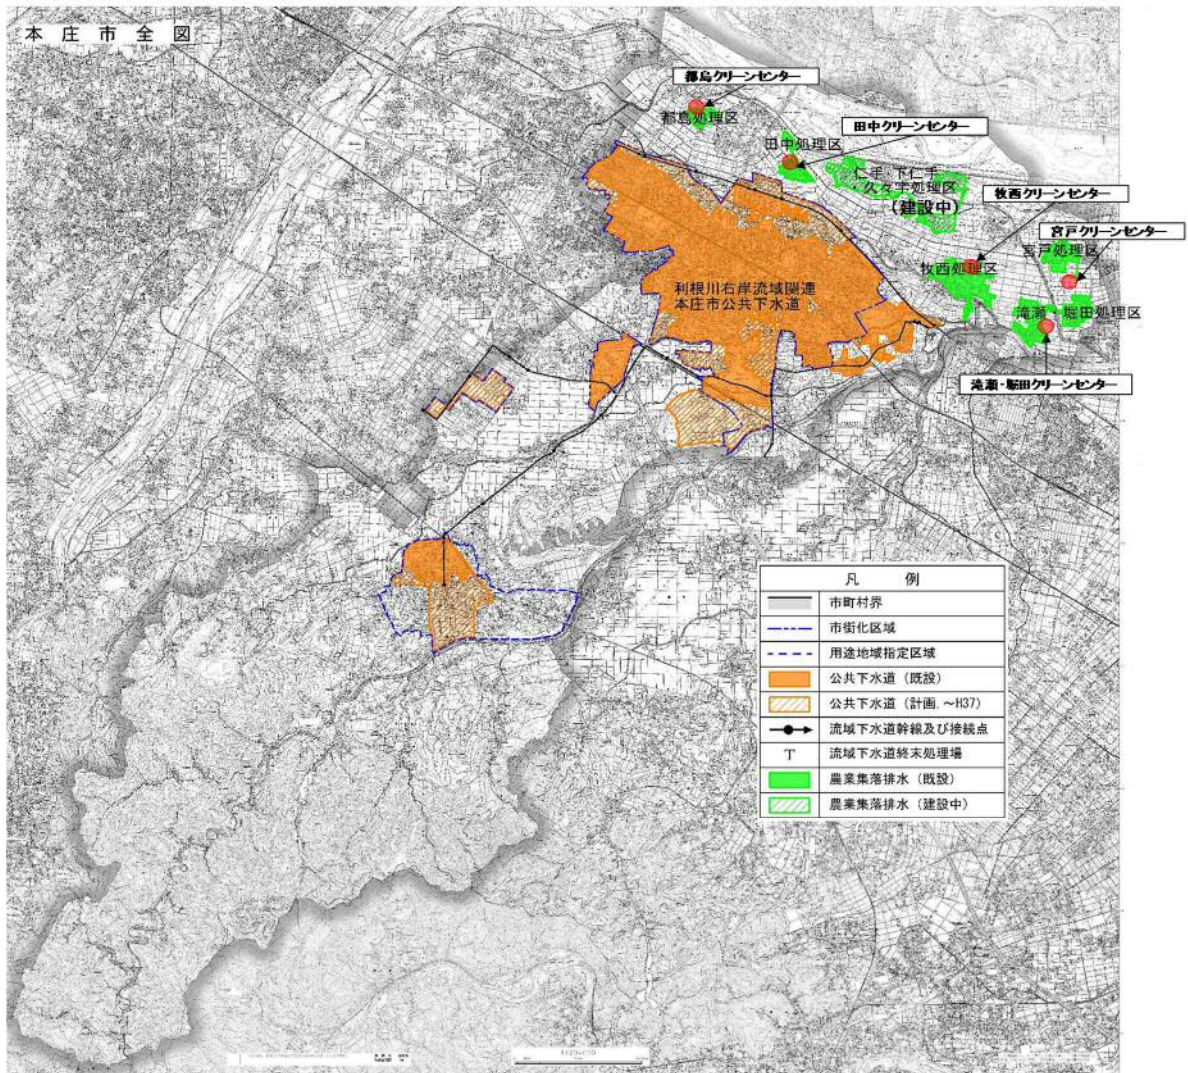 本庄市全図
都島クリーンセンター
都島処理区
田中クリーンセンター
田中処理区
仁手 下仁手
・久々宇処理区
(建設中)
牧西クリーンセンター
宮戸クリーンセンター
宮戸処理区
牧西処理区
利根川右岸流域関連
本庄市公共下水道
滝瀬・堀田処理区
滝瀬・堀田クリーンセンター
凡 例
市町村界
市街化区域
用途地域指定区域
公共下水道(既設)
公共下水道(計画.~H37)
流域下水道幹線及び接続点
T 流域下水道終末処理場
農業集落排水(既設)
農業集落排水(建設中)